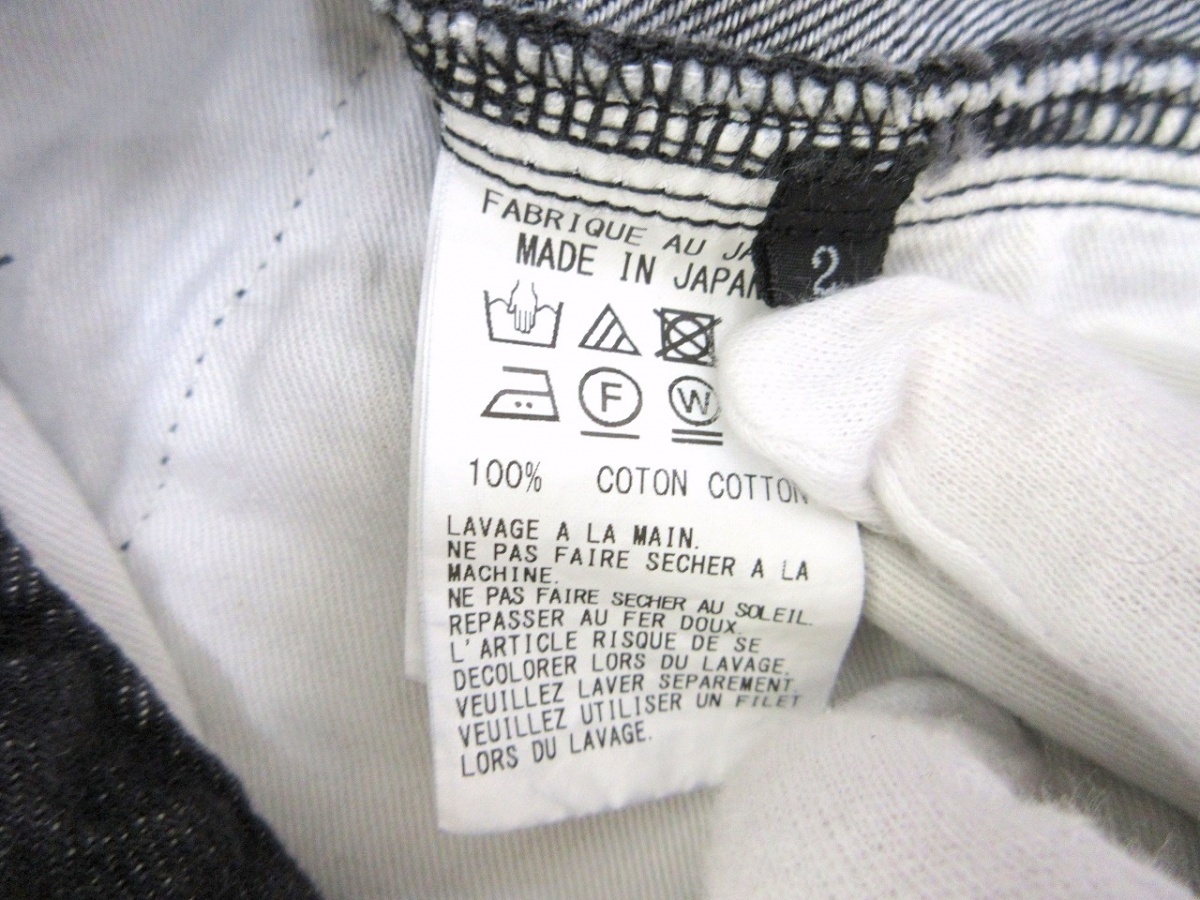 FABRIQUE AU
MADE IN JAPAN
2
F
W
100% COTON COTTON
LAVAGE A LA MAIN.
NE PAS FAIRE SECHER A LA
MACHINE.
NE PAS FAIRE SECHER AU SOLEIL.
REPASSER AU FER DOUX.
L'ARTICLE RISQUE DE SE
DECOLORER LORS DU LAVAGE.
VEUILLEZ LAVER SEPAREMENT.
VEUILLEZ UTILISER UN FILET
LORS DU LAVAGE.